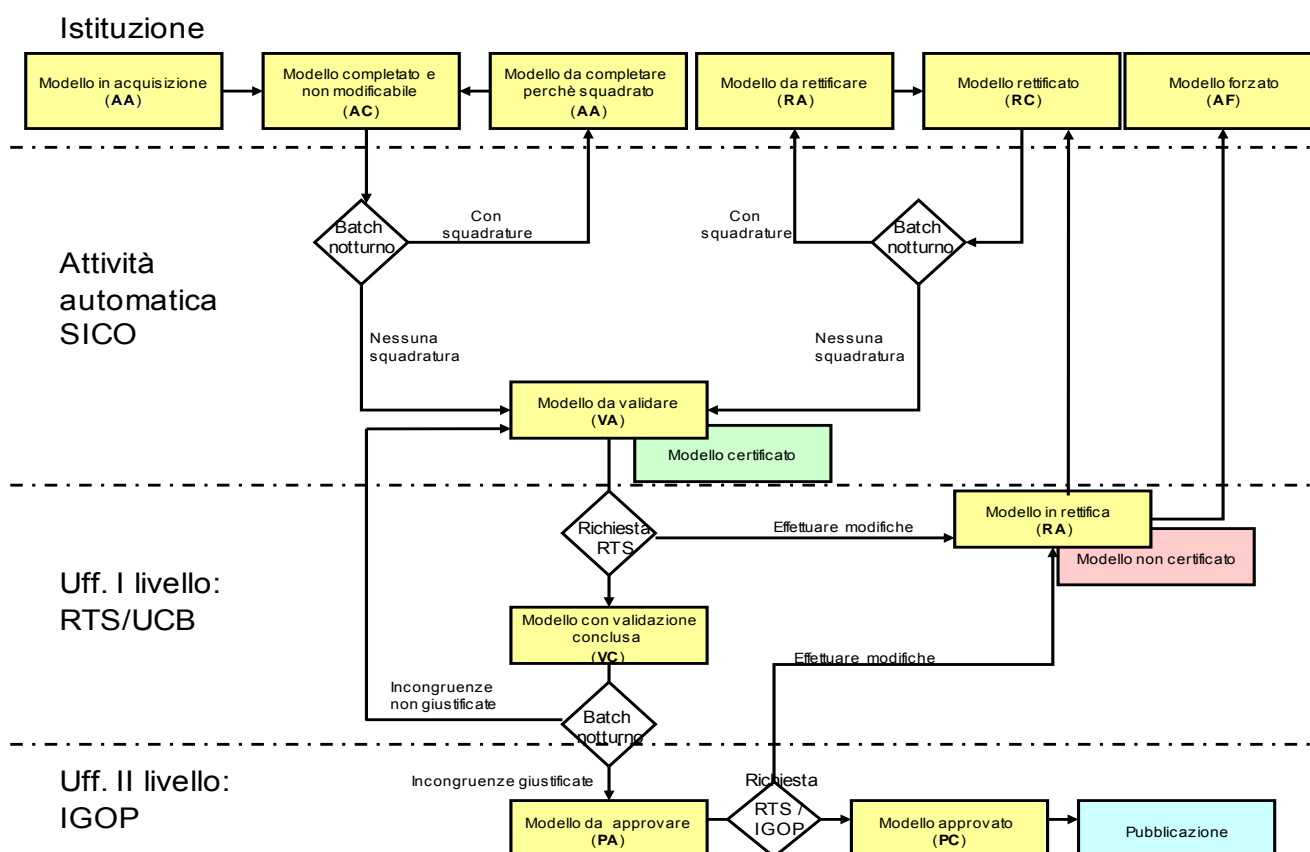 Istituzione
Modello in acquisizione
(AA)
Modello completato e
non modificabile
(AC)
Modello da completare
perchè squadrato
(AA)
Modello da rettificare
(RA)
Modello rettificato
(RC)
Modello forzato
(AF)
Attività
automatica
SICO
Batch
notturno
Con
squadrature
Con
squadrature
Batch
notturno
Nessuna
squadratura
Nessuna
squadratura
Modello da validare
(VA)
Modello certificato
Uff. I livello:
RTS/UCB
Richiesta
RTS
Effettuare modifiche
Modello in rettifica
(RA)
Modello non certificato
Modello con validazione
conclusa
(VC)
Effettuare modifiche
Incongruenze
non giustificate
Batch
notturno
Uff. II livello:
IGOP
Incongruenze giustificate
Modello da approvare
(PA)
Richiesta
RTS /
IGOP
Modello approvato
(PC)
Pubblicazione